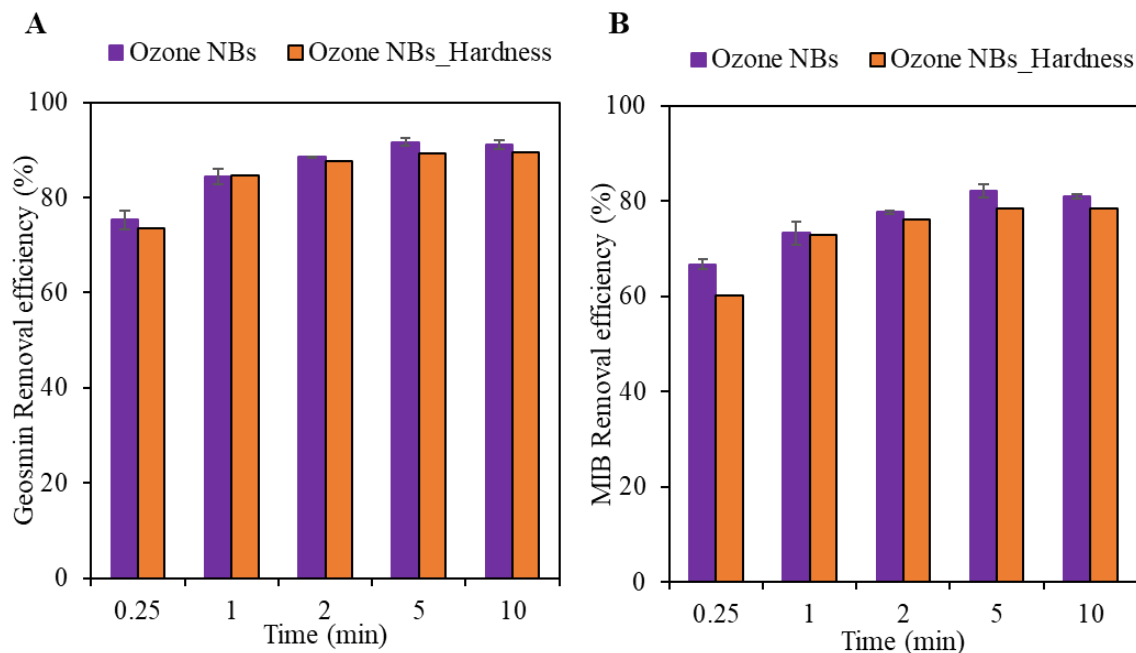 A
Ozone NBs
Ozone NBs_Hardness
Geosmin Removal efficiency (%)
100
80
60
40
20
0
0.25 1 2 5 10
Time (min)
B
Ozone NBs
Ozone NBs_Hardness
MIB Removal efficiency (%)
100
80
60
40
20
0
0.25 1 2 5 10
Time (min)